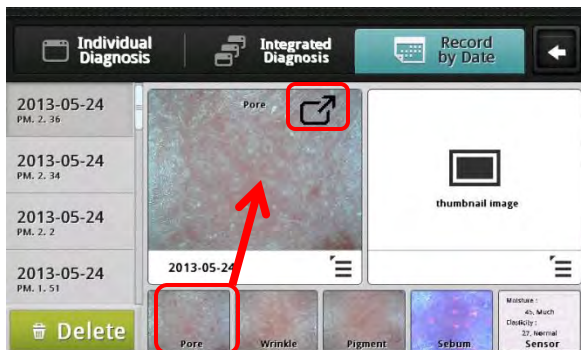 Individual
Diagnosis
Integrated
Diagnosis
Record
by Date
2013-05-24
PM. 2. 36
2013-05-24
PM. 2. 34
2013-05-24
PM. 2. 2
2013-05-24
PM. 1. 51
Delete
Pore
2013-05-24
thumbnail image
Pore
Wrinkle
Pigment
Sebum
Moisture :
45, Much
Elasticity :
27, Normal
Sensor